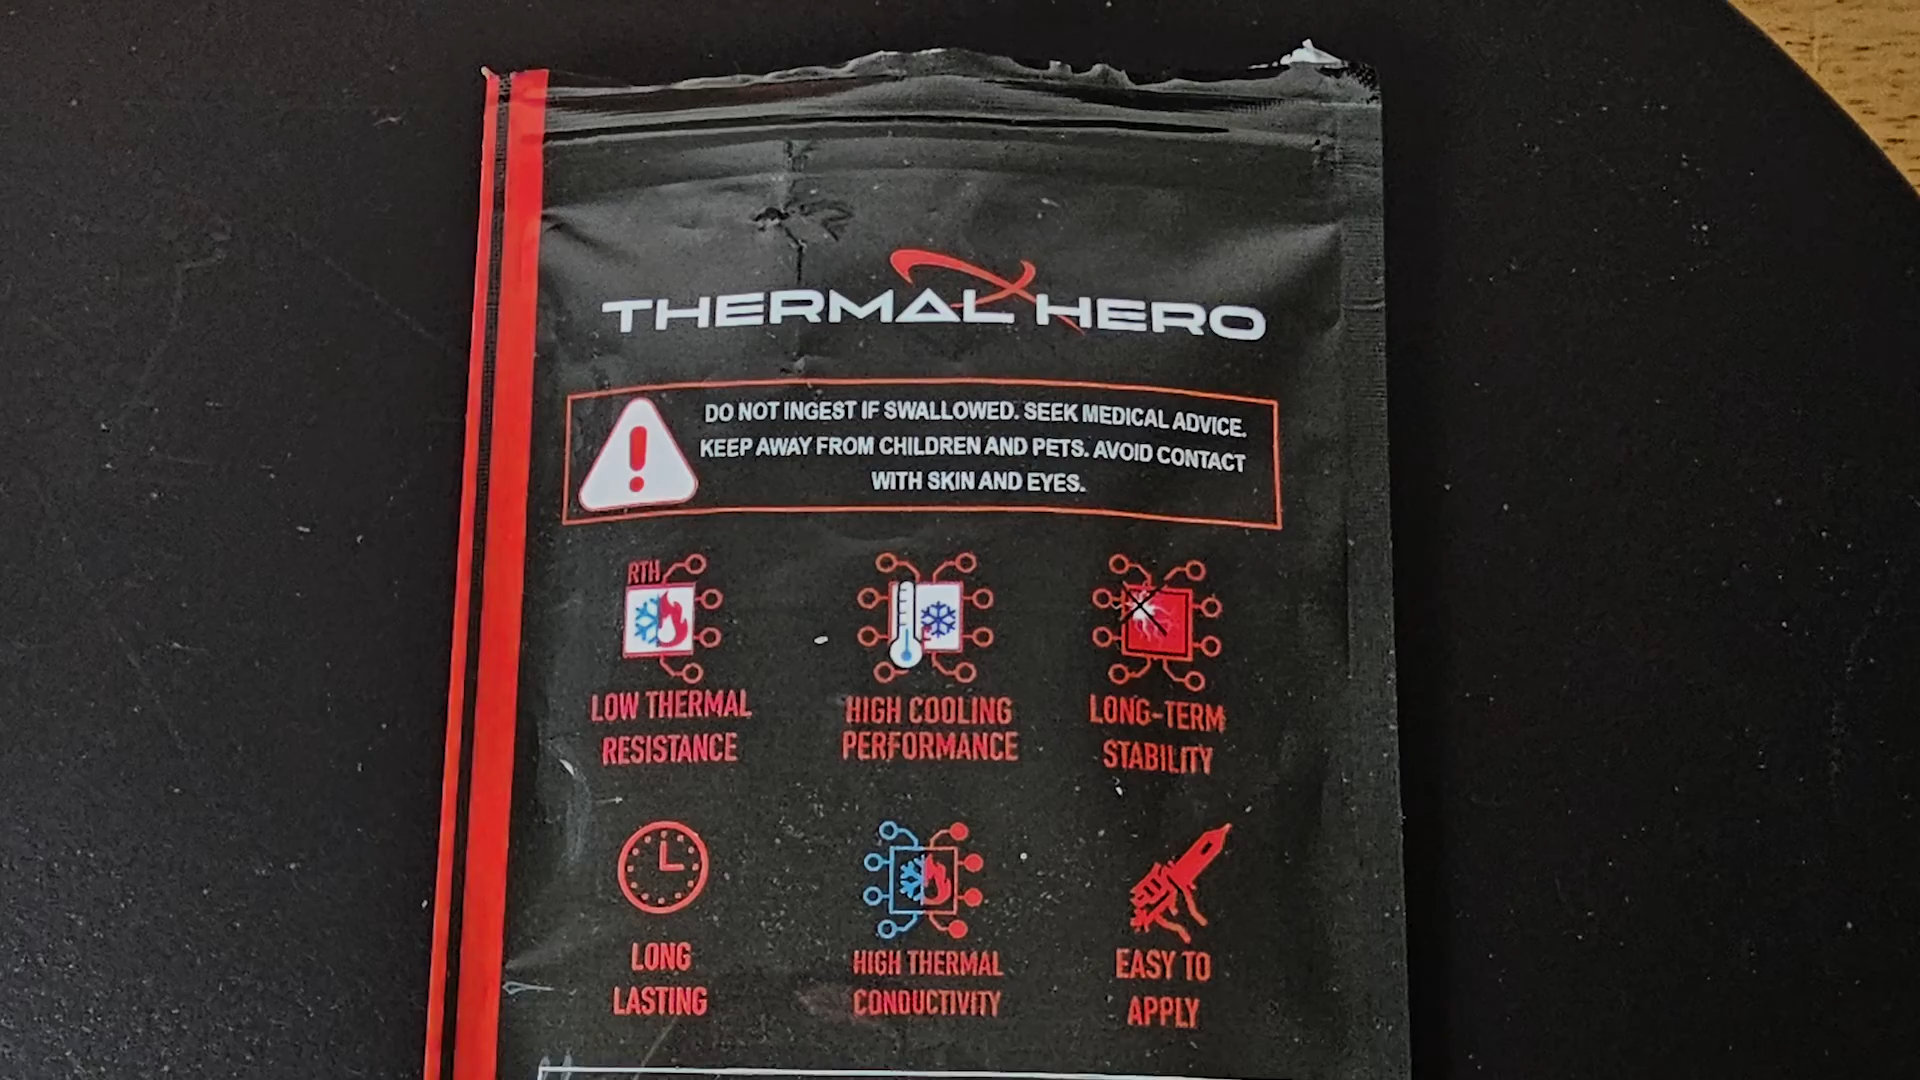 THERMAL HERO
DO NOT INGEST IF SWALLOWED. SEEK MEDICAL ADVICE.
KEEP AWAY FROM CHILDREN AND PETS. AVOID CONTACT
WITH SKIN AND EYES.
RTH
LOW THERMAL
RESISTANCE
HIGH COOLING
PERFORMANCE
LONG-TERM
STABILITY
LONG
LASTING
HIGH THERMAL
CONDUCTIVITY
EASY TO
APPLY